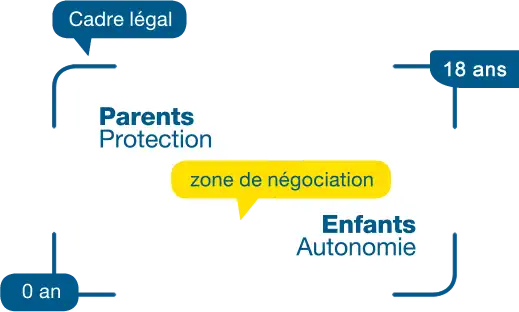 Cadre légal
18 ans
Parents
Protection
zone de négociation
Enfants
Autonomie
0 an